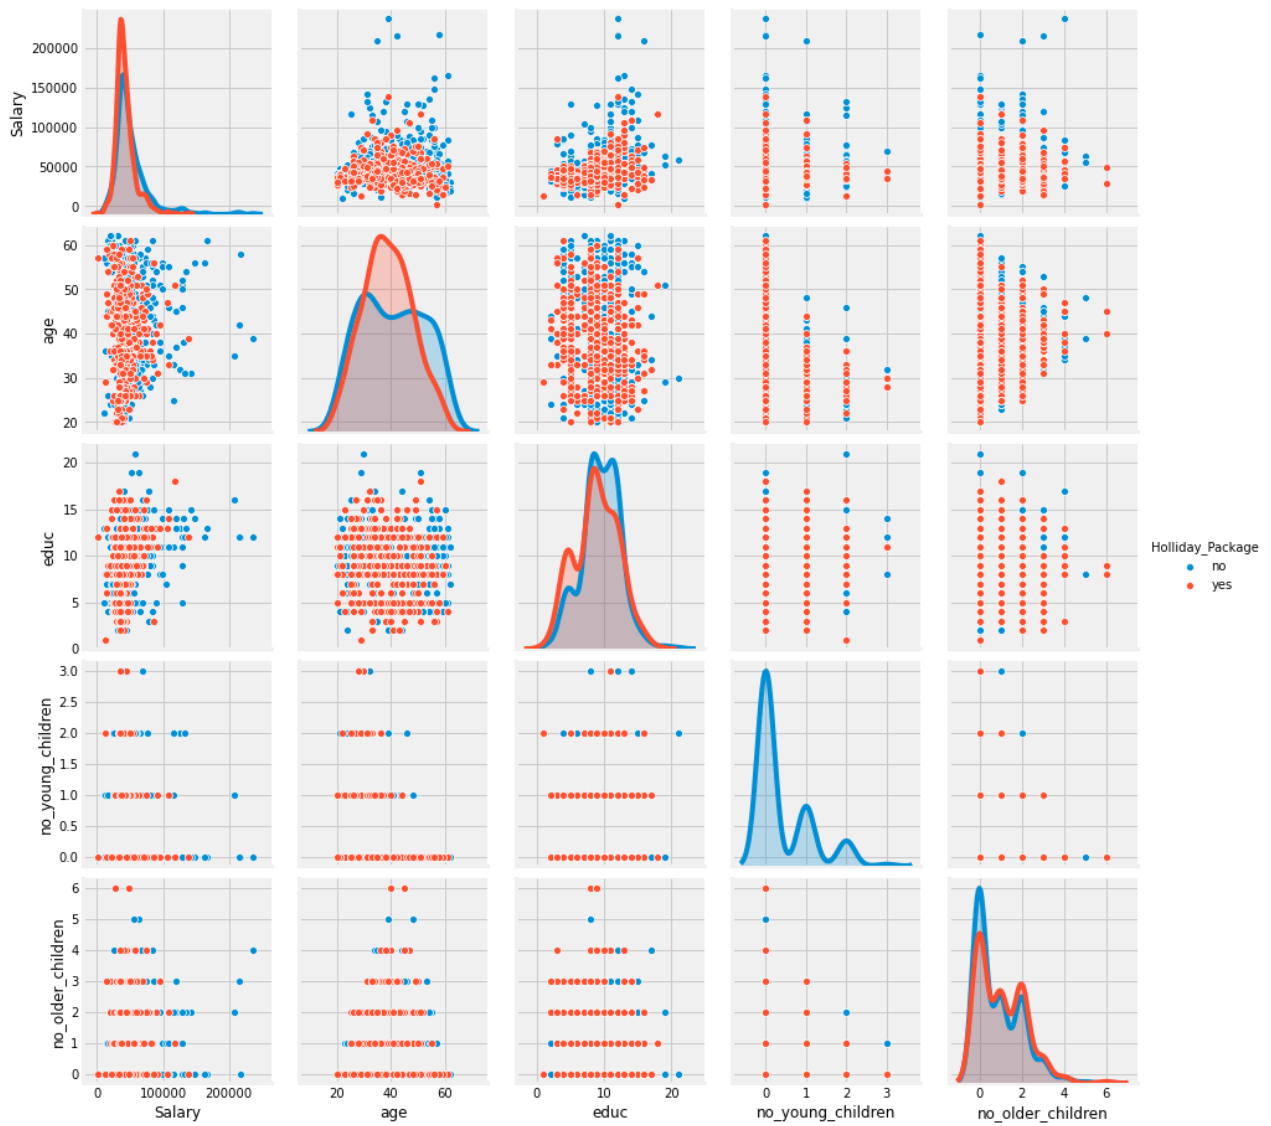 Salary
200000
150000
100000
50000
0
age
60
50
40
30
20
educ
20
15
10
5
0
Holliday_Package
no
yes
no_young_children
3.0
2.5
2.0
1.5
1.0
0.5
0.0
no_older_children
6
5
4
3
2
1
0
0 100000 200000
20 40 60
0 10 20
0 1 2 3
0 2 4 6
Salary age educ no_young_children no_older_children